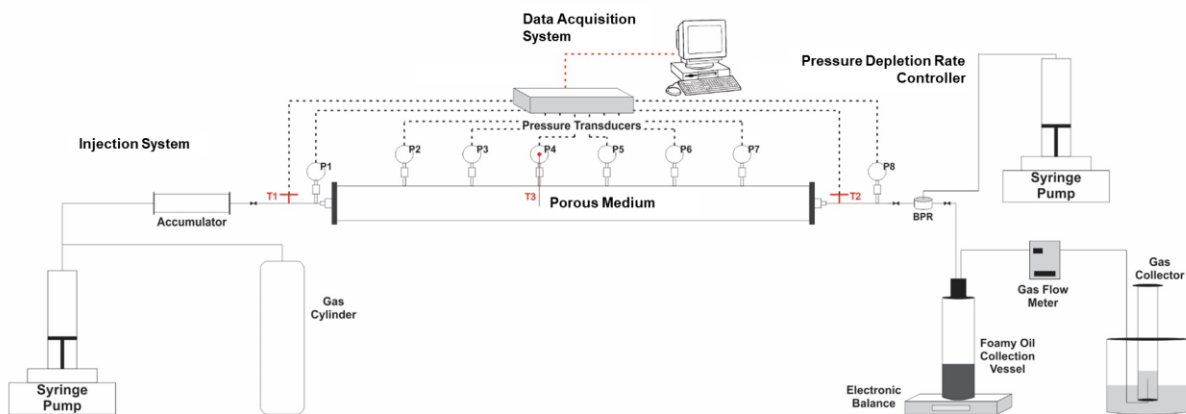 Data Acquisition
System
Pressure Depletion Rate
Controller
Injection System
Pressure Transducers
P1
P2
P3
P4
P5
P6
P7
P8
T1
T3
T2
Porous Medium
Accumulator
BPR
Syringe
Pump
Gas
Cylinder
Gas Flow
Meter
Gas
Collector
Foamy Oil
Collection
Vessel
Electronic
Balance
Syringe
Pump